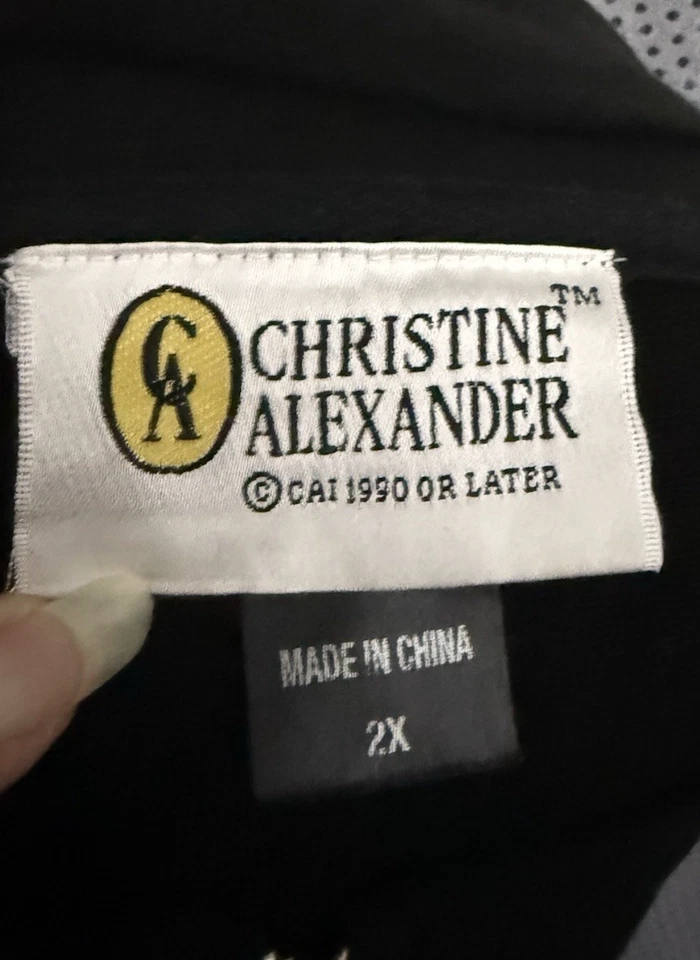 CA
CHRISTINE™
ALEXANDER
© CAI 1990 OR LATER
MADE IN CHINA
2X